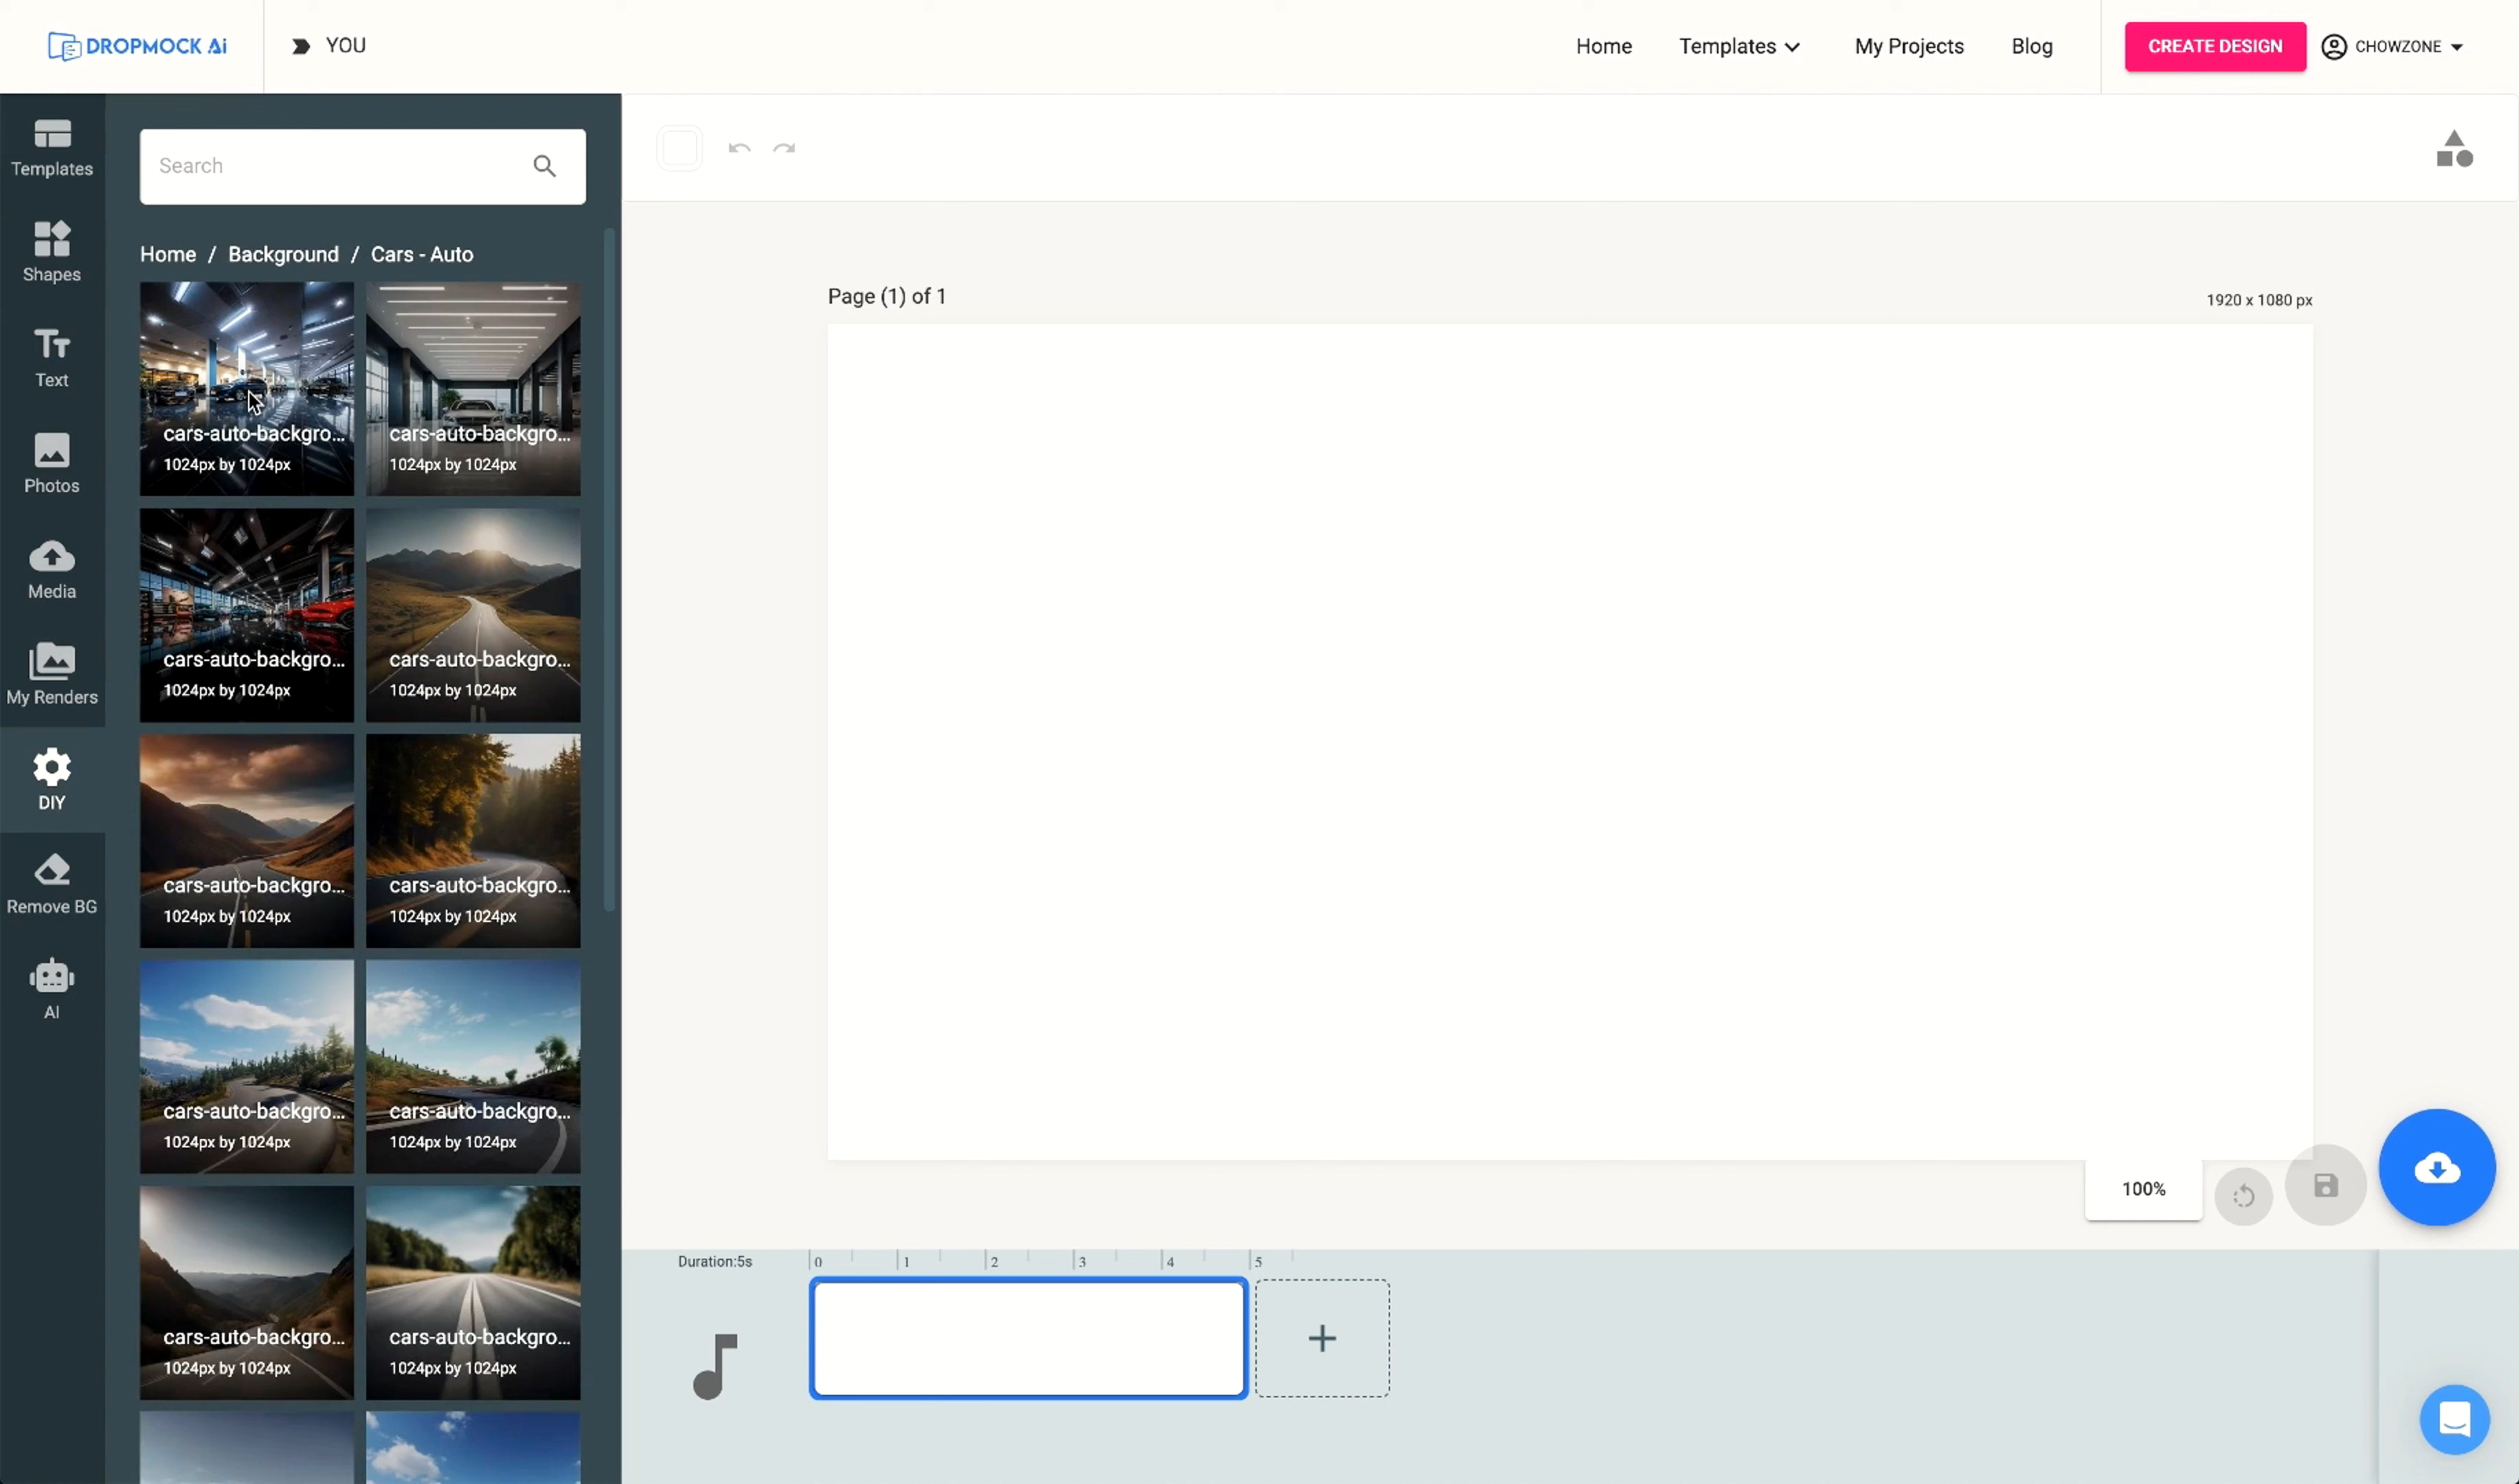 DROPMOCK Ai
YOU
Home
Templates
My Projects
Blog
CREATE DESIGN
CHOWZONE
Templates
Shapes
Text
Photos
Media
My Renders
DIY
Remove BG
AI
Search
Home / Background / Cars - Auto
cars-auto-backgro...
1024px by 1024px
cars-auto-backgro...
1024px by 1024px
cars-auto-backgro...
1024px by 1024px
cars-auto-backgro...
1024px by 1024px
cars-auto-backgro...
1024px by 1024px
cars-auto-backgro...
1024px by 1024px
cars-auto-backgro...
1024px by 1024px
cars-auto-backgro...
1024px by 1024px
cars-auto-backgro...
1024px by 1024px
cars-auto-backgro...
1024px by 1024px
Page (1) of 1
1920 x 1080 px
100%
Duration:5s
0 1 2 3 4 5